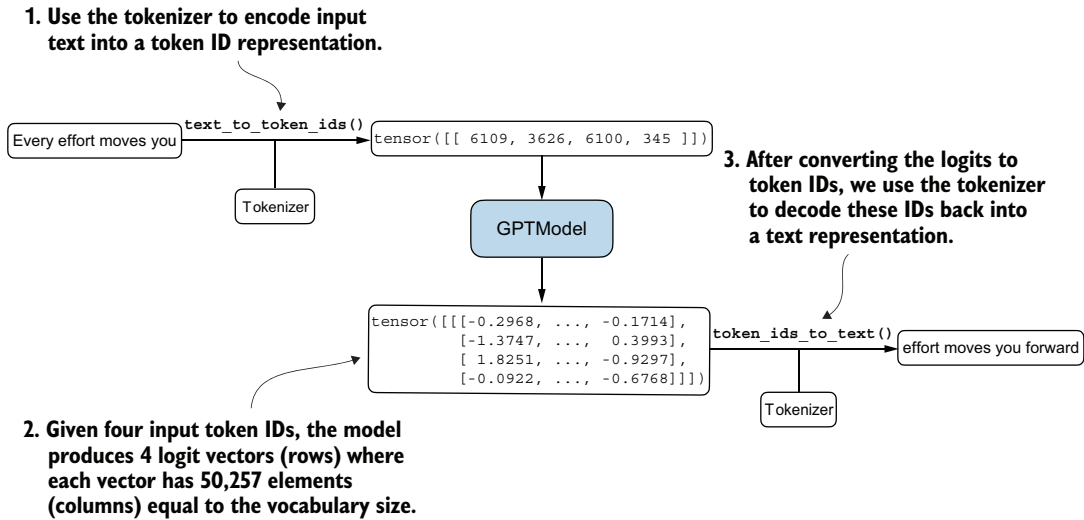 1. Use the tokenizer to encode input
text into a token ID representation.
text_to_token_ids()
Every effort moves you
tensor([[ 6109, 3626, 6100, 345 ]])
Tokenizer
GPTModel
3. After converting the logits to
token IDs, we use the tokenizer
to decode these IDs back into
a text representation.
tensor([[[-0.2968, ..., -0.1714],
[-1.3747, ..., 0.3993],
[ 1.8251, ..., -0.9297],
[-0.0922, ..., -0.6768]]])
token_ids_to_text()
effort moves you forward
Tokenizer
2. Given four input token IDs, the model
produces 4 logit vectors (rows) where
each vector has 50,257 elements
(columns) equal to the vocabulary size.